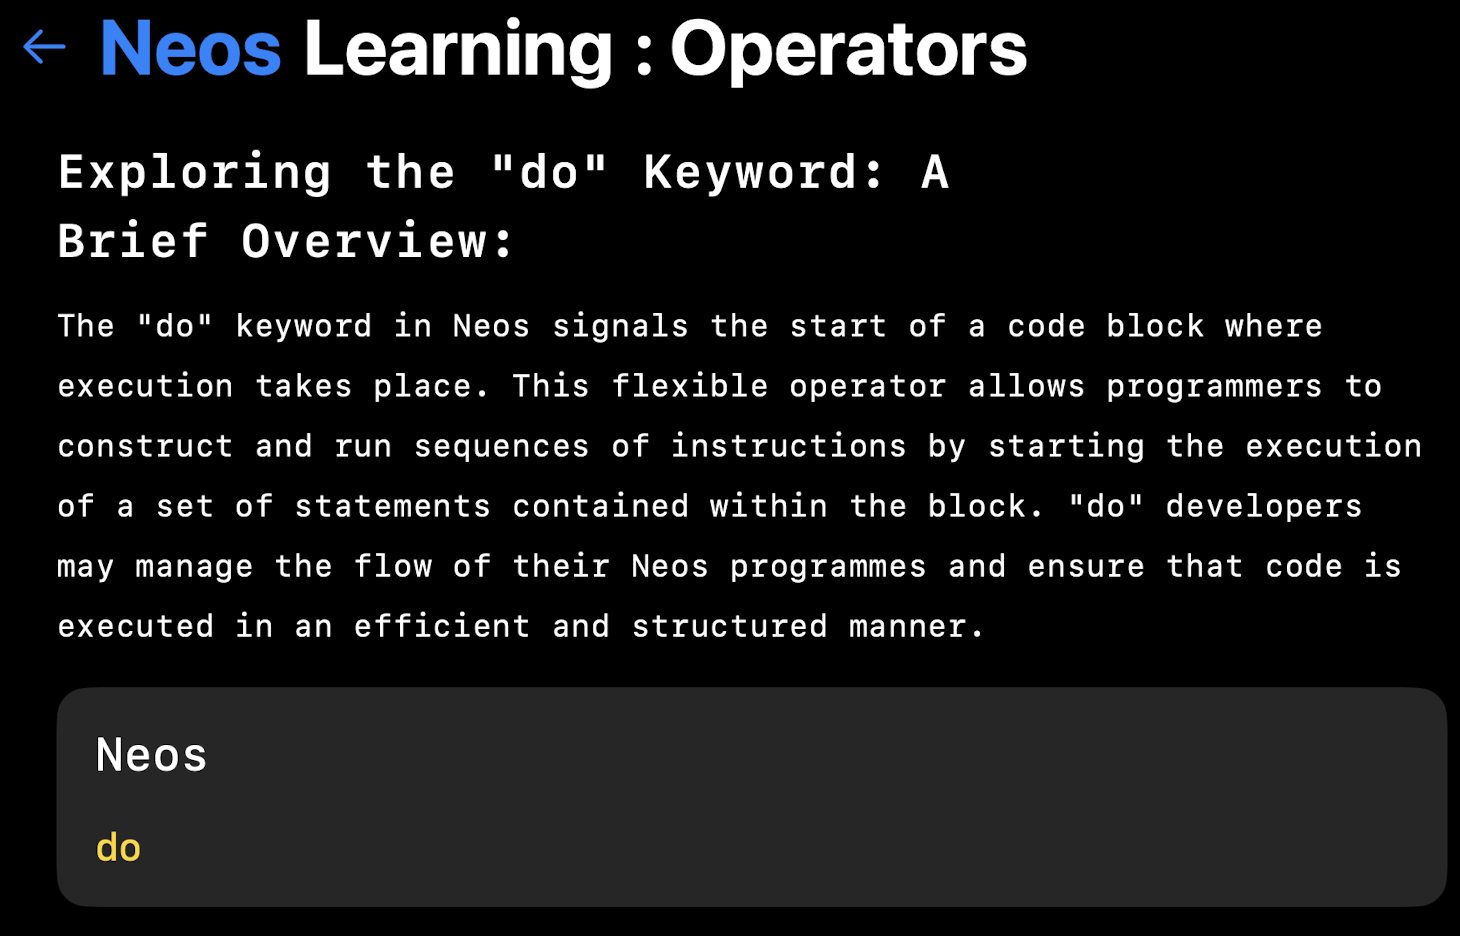 ← Neos Learning : Operators
Exploring the "do" Keyword: A
Brief Overview:
The "do" keyword in Neos signals the start of a code block where
execution takes place. This flexible operator allows programmers to
construct and run sequences of instructions by starting the execution
of a set of statements contained within the block. "do" developers
may manage the flow of their Neos programmes and ensure that code is
executed in an efficient and structured manner.
Neos
do